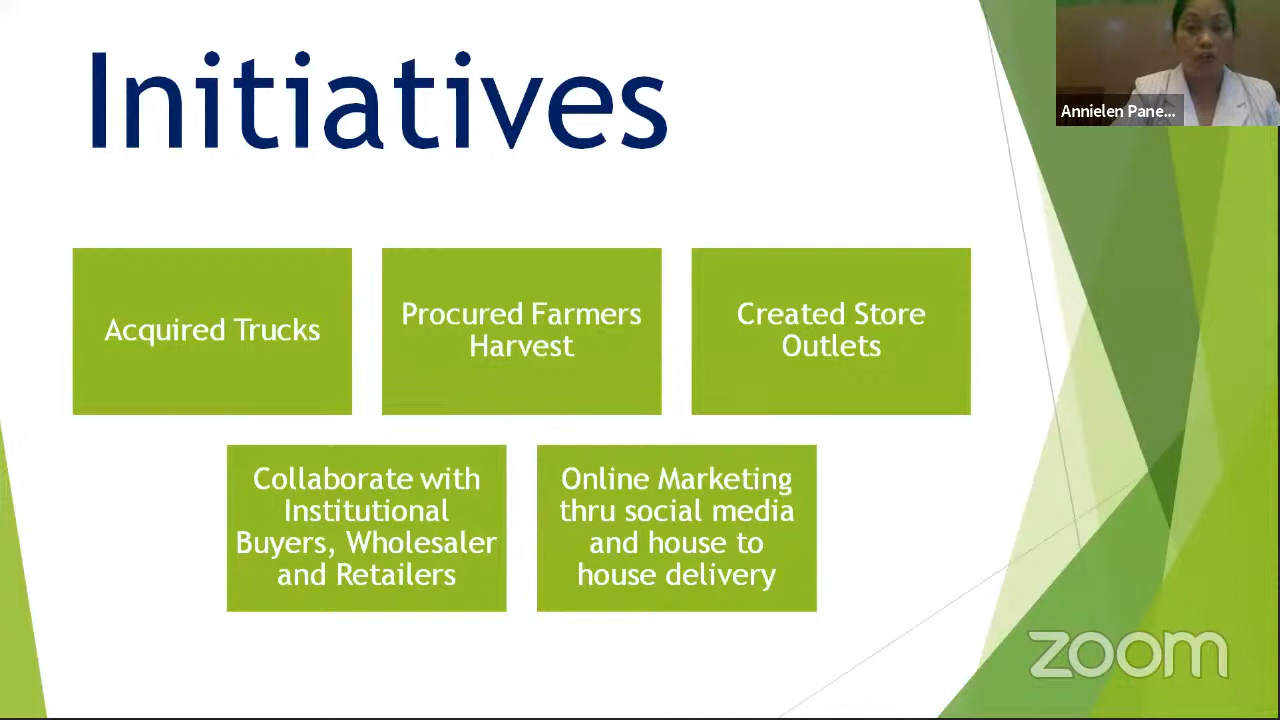 Initiatives
Annielen Pane...
Acquired Trucks
Procured Farmers
Harvest
Created Store
Outlets
Collaborate with
Institutional
Buyers, Wholesaler
and Retailers
Online Marketing
thru social media
and house to
house delivery
zoom